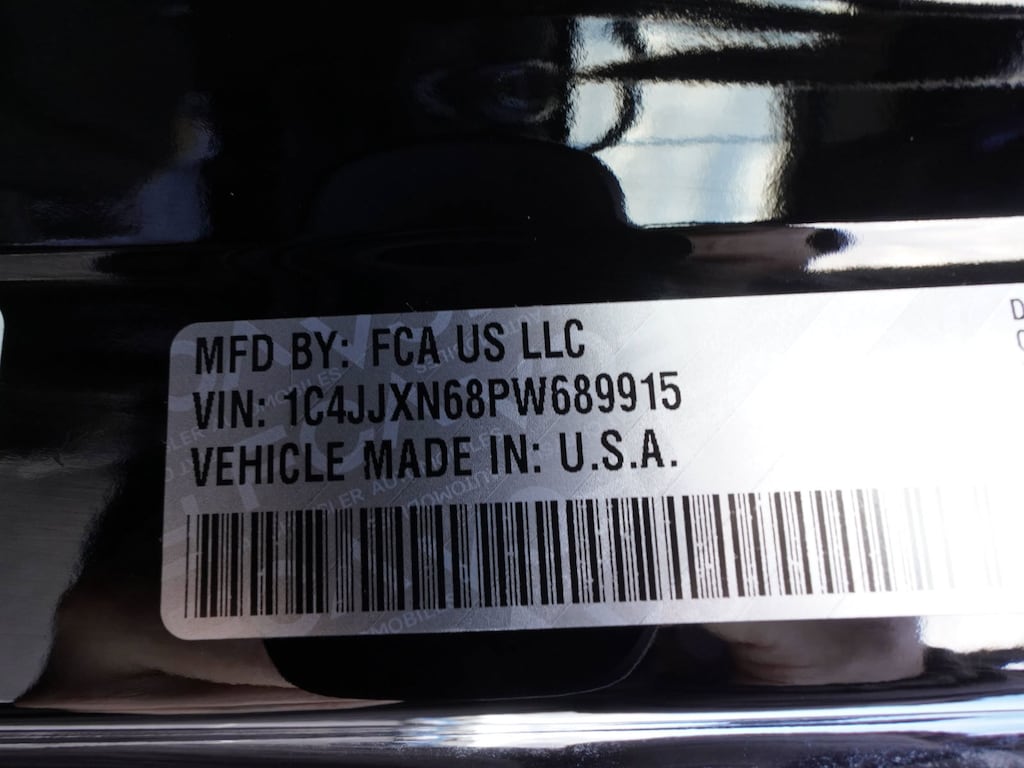 MFD BY: FCA US LLC
VIN: 1C4JJXN68PW689915
VEHICLE MADE IN: U.S.A.